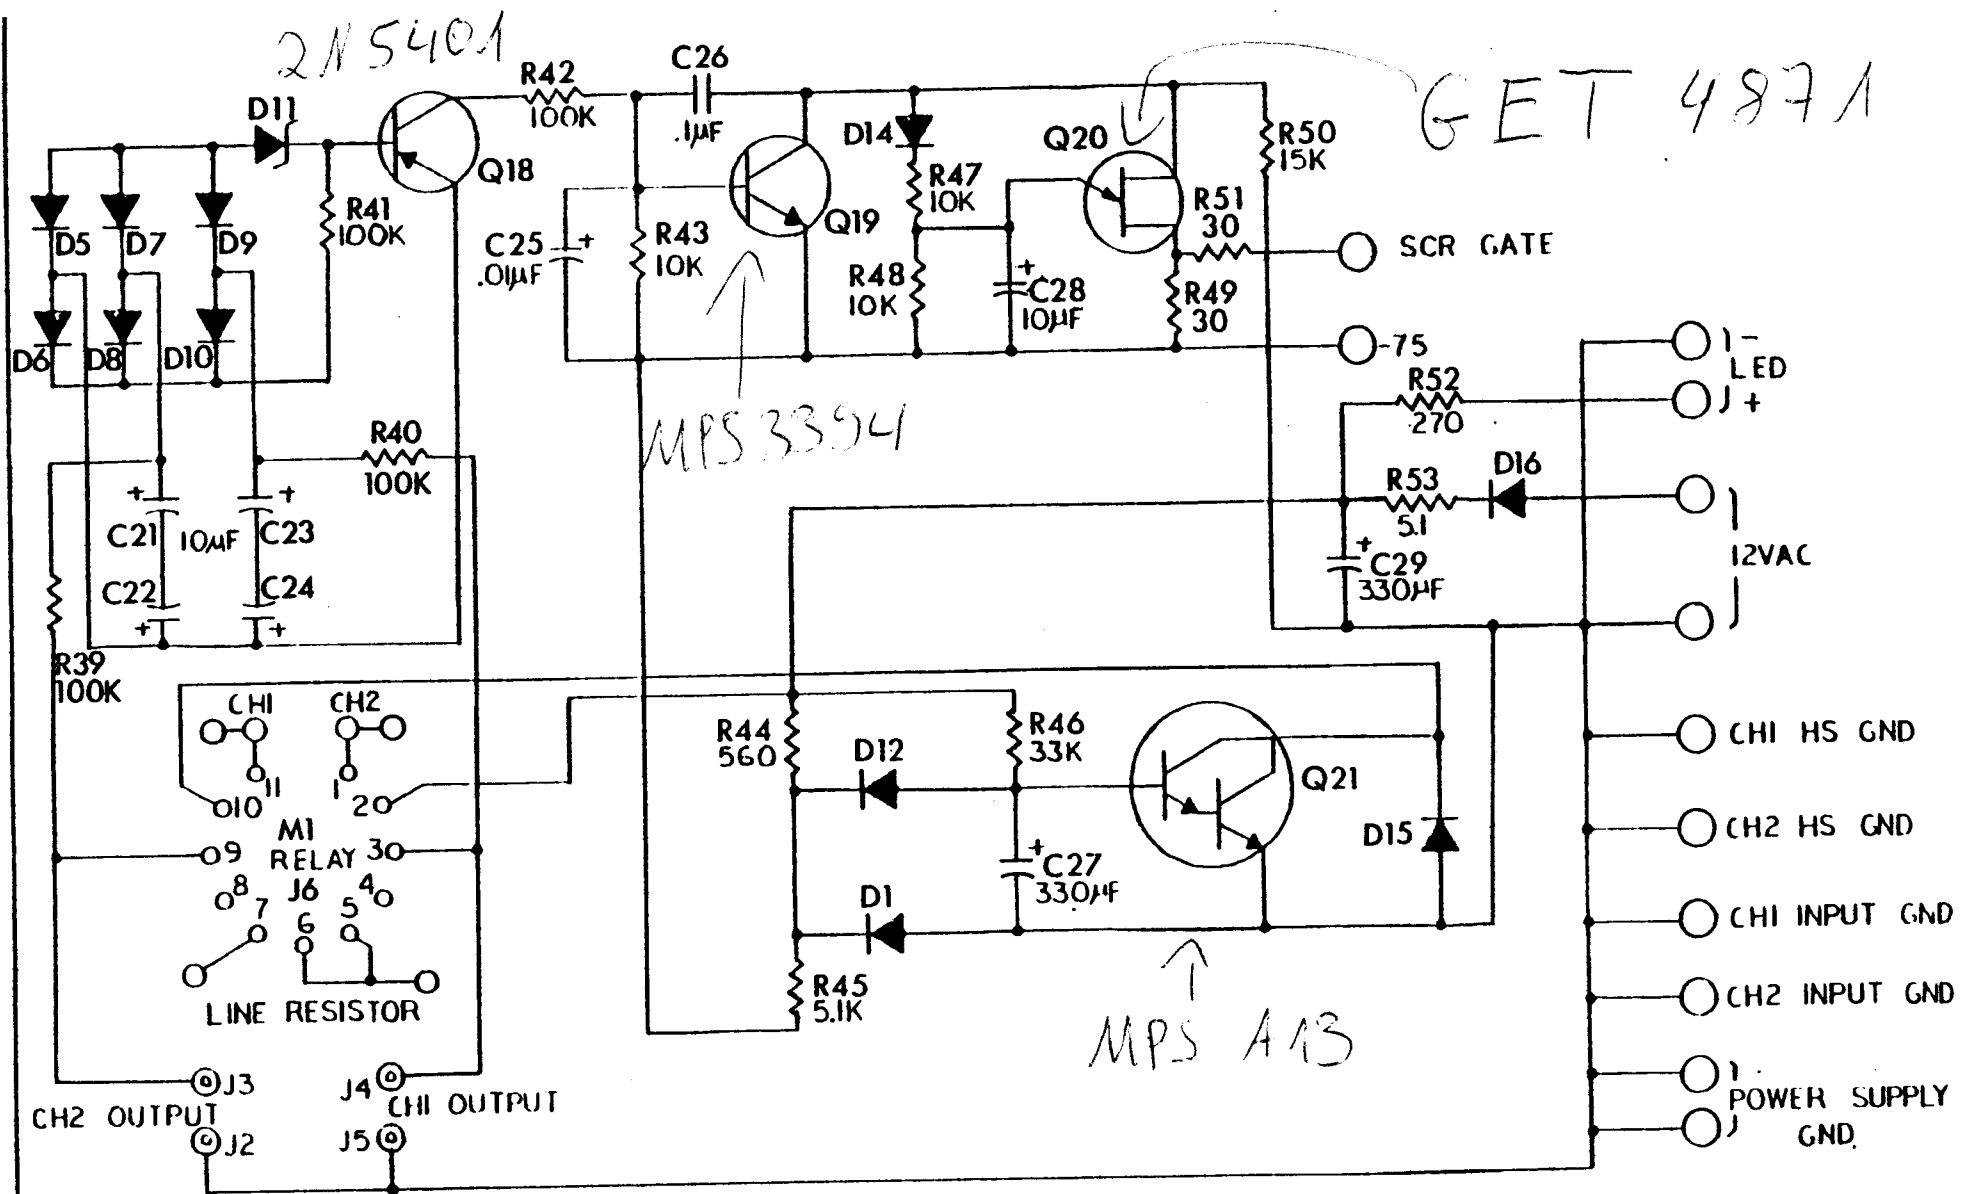 2N5401
GET 4871
R42
100K
C26
.1µF
D11
Q18
D14
Q20
R50
15K
R47
10K
R51
30
SCR GATE
R41
100K
D5
D7
D9
C25
.01µF
+
R43
10K
Q19
R48
10K
+
C28
10µF
R49
30
-75
D6
D8
D10
MPS3394
1 -
LED
J +
R52
270
R40
100K
R53
5.1
D16
+
C21
10µF
+
C23
12VAC
+
C29
330µF
C22
+
C24
+
R39
100K
CH1
CH2
11
1
10
2
M1
RELAY
J6
9
3
8
7
6
5
4
LINE RESISTOR
R44
560
D12
R46
33K
Q21
D15
+
C27
330µF
D1
R45
5.1K
MPS A13
CH1 HS GND
CH2 HS GND
CH1 INPUT GND
CH2 INPUT GND
POWER SUPPLY
GND.
J3
CH2 OUTPUT
J2
J4
CH1 OUTPUT
J5